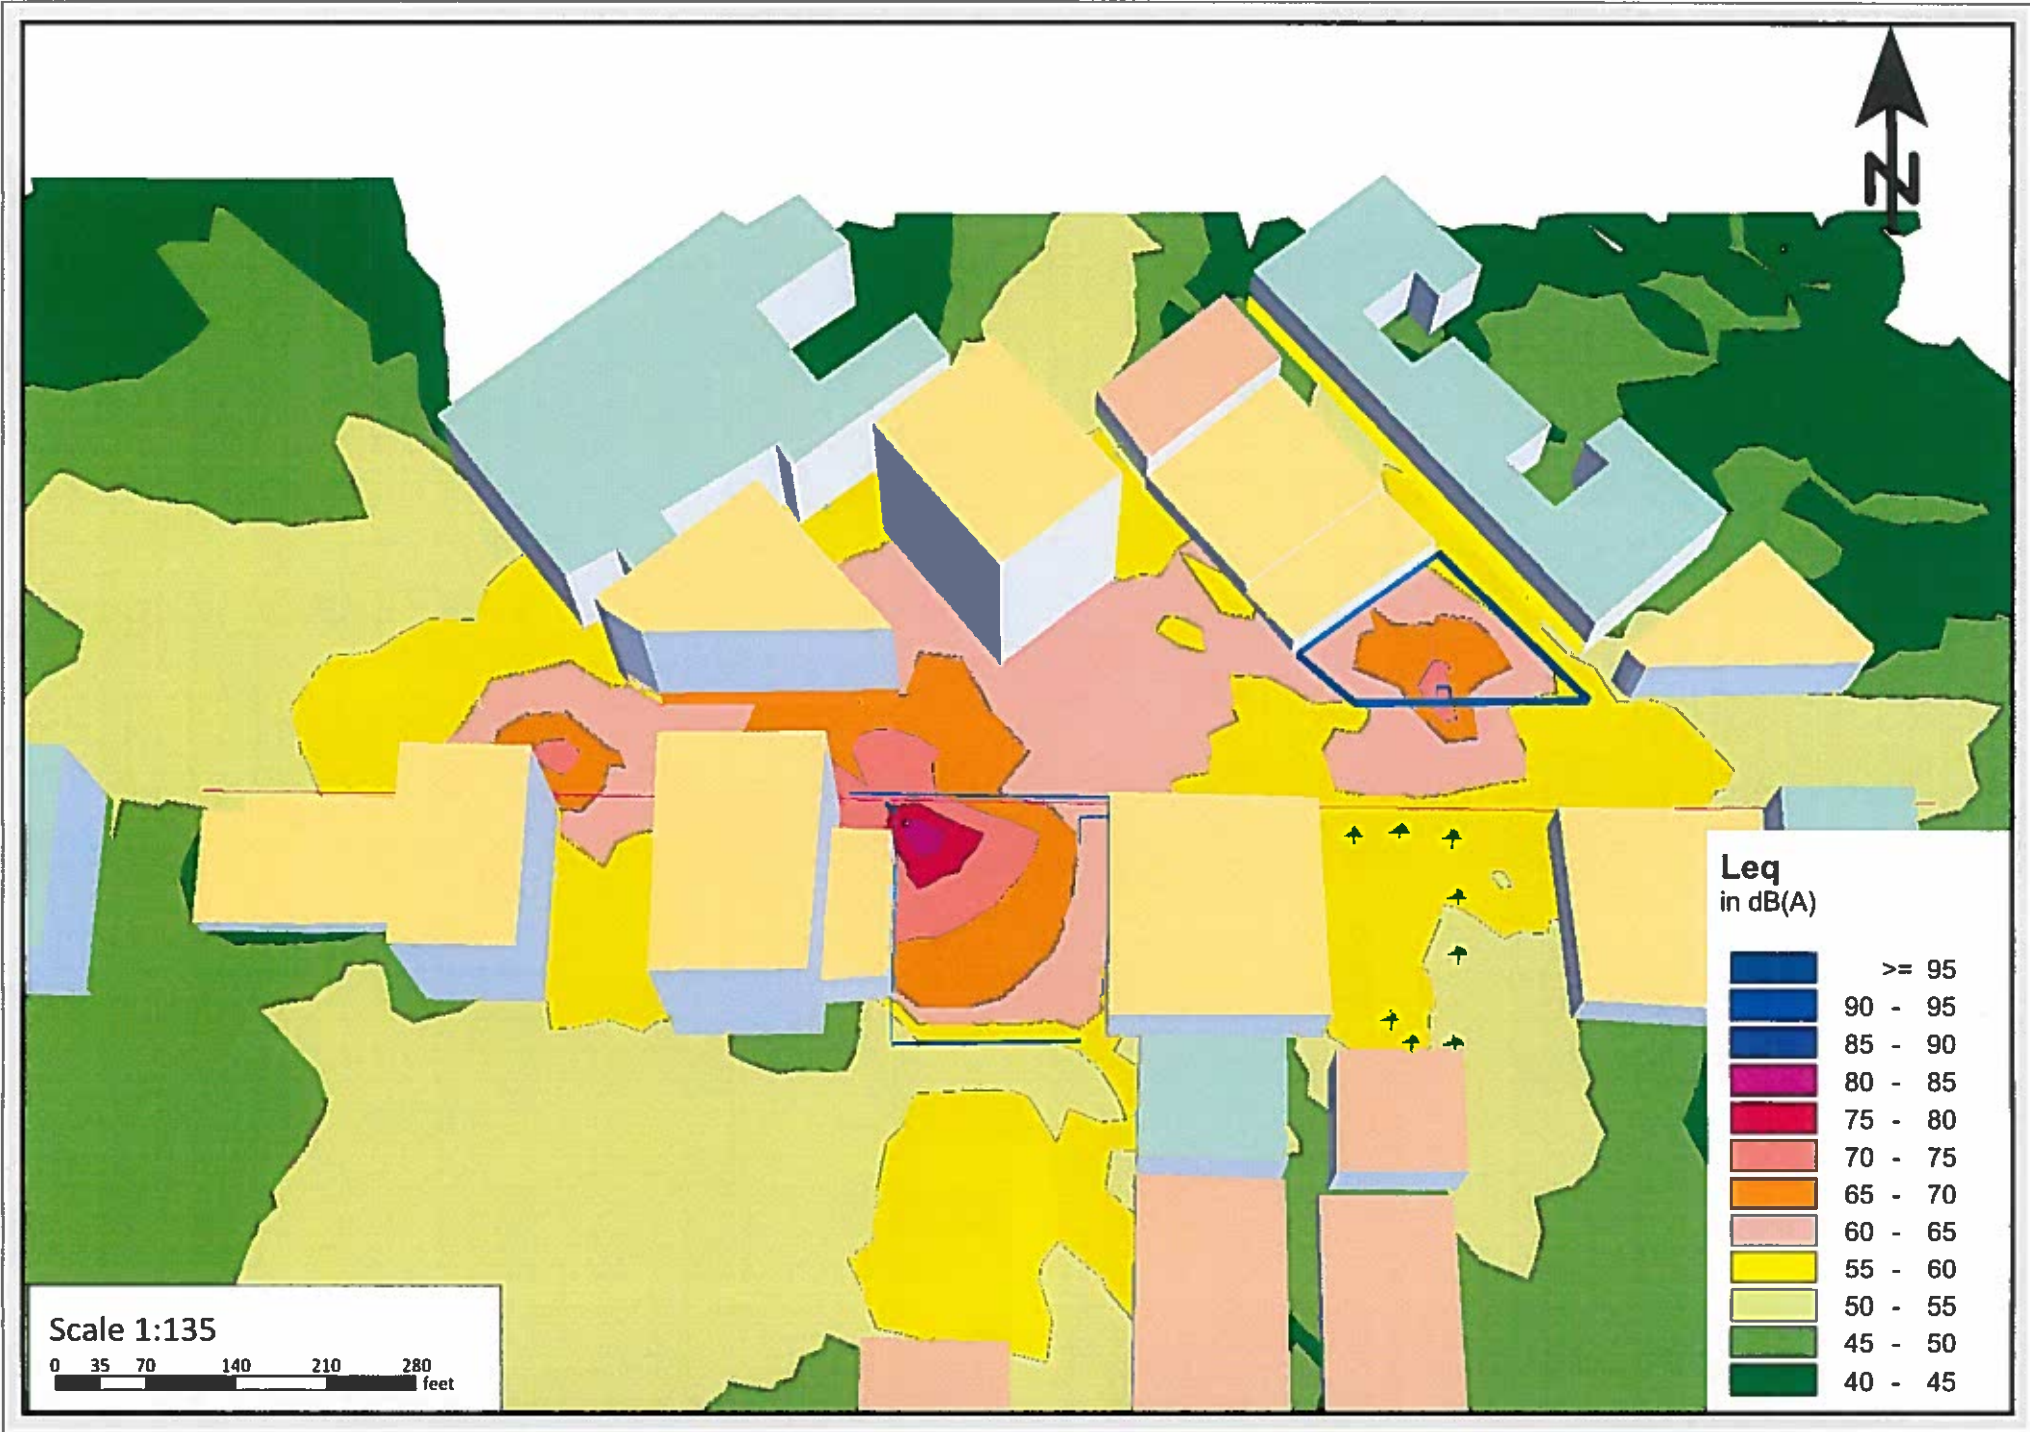 N
Leq
in dB(A)
>= 95
90 - 95
85 - 90
80 - 85
75 - 80
70 - 75
65 - 70
60 - 65
55 - 60
50 - 55
45 - 50
40 - 45
Scale 1:135
0 35 70 140 210 280
feet